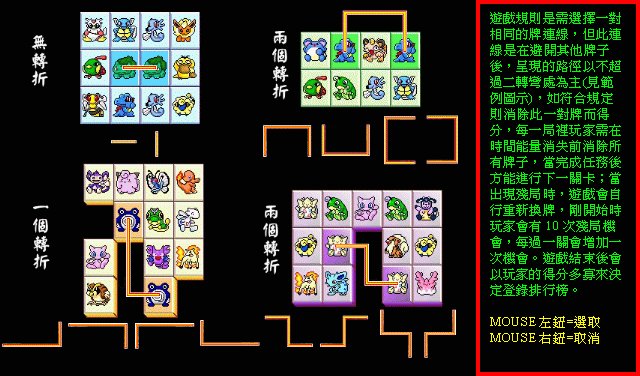 無轉折
兩個轉折
一個轉折
兩個轉折
遊戲規則是需選擇一對
相同的牌連線，但此連
線是在避開其他牌子
後，呈現的路徑以不超
過二轉彎處為主(見範
例圖示)，如符合規定
則消除此一對牌而得
分，每一局裡玩家需在
時間能量消失前消除所
有牌子，當完成任務後
方能進行下一關卡；當
出現殘局時，遊戲會自
行重新換牌，剛開始時
玩家會有 10 次殘局機
會，每過一關會增加一
次機會。遊戲結束後會
以玩家的得分多寡來決
定登錄排行榜。
MOUSE 左鈕=選取
MOUSE 右鈕=取消